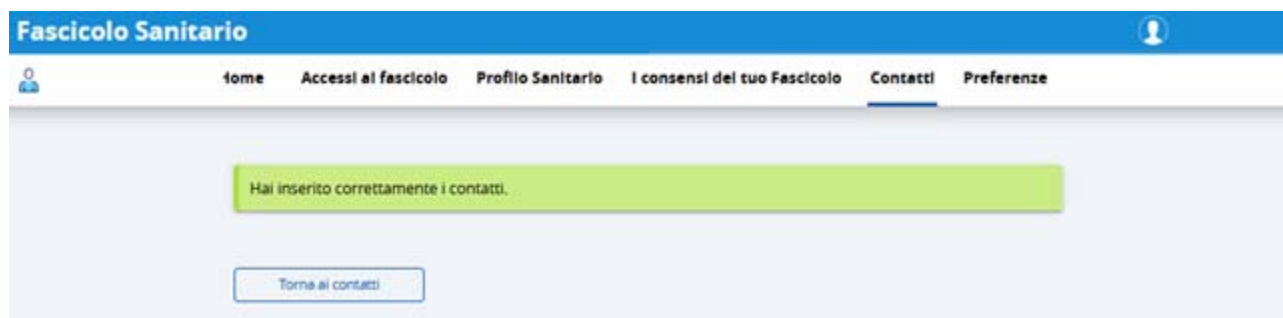 Fascicolo Sanitario
Home Accessi al fascicolo Profilo Sanitario I consensi del tuo Fascicolo Contatti Preferenze
Hai inserito correttamente i contatti.
Torna ai contatti